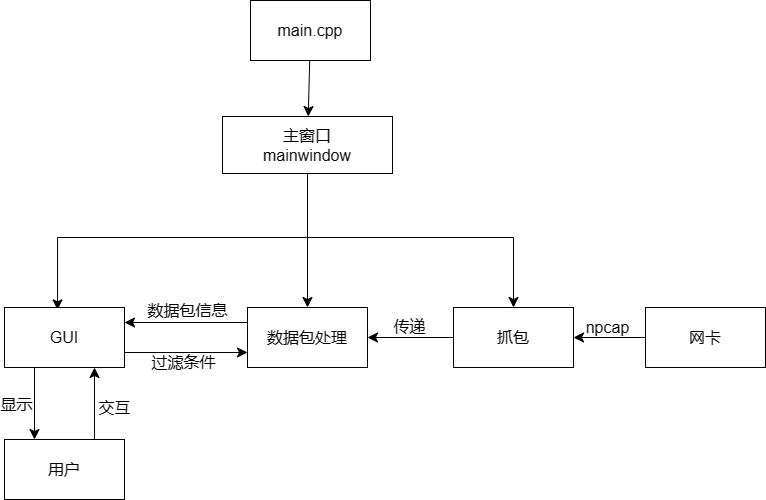 main.cpp
主窗口
mainwindow
数据包信息
GUI
数据包处理
传递
抓包
npcap
网卡
过滤条件
显示
交互
用户